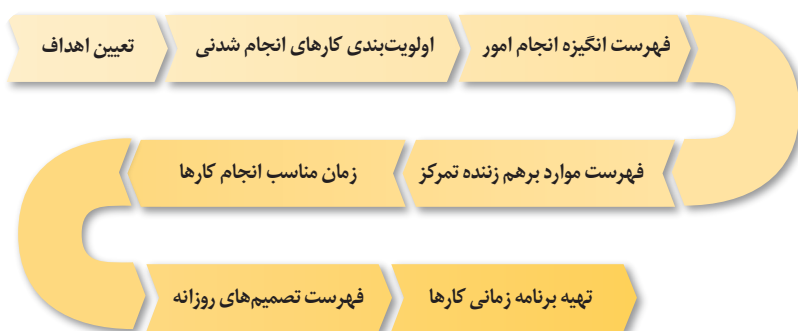 تعیین اهداف
اولویت‌بندی کارهای انجام شدنی
فهرست انگیزه انجام امور
فهرست موارد برهم زننده تمرکز
زمان مناسب انجام کارها
فهرست تصمیم‌های روزانه
تهیه برنامه زمانی کارها